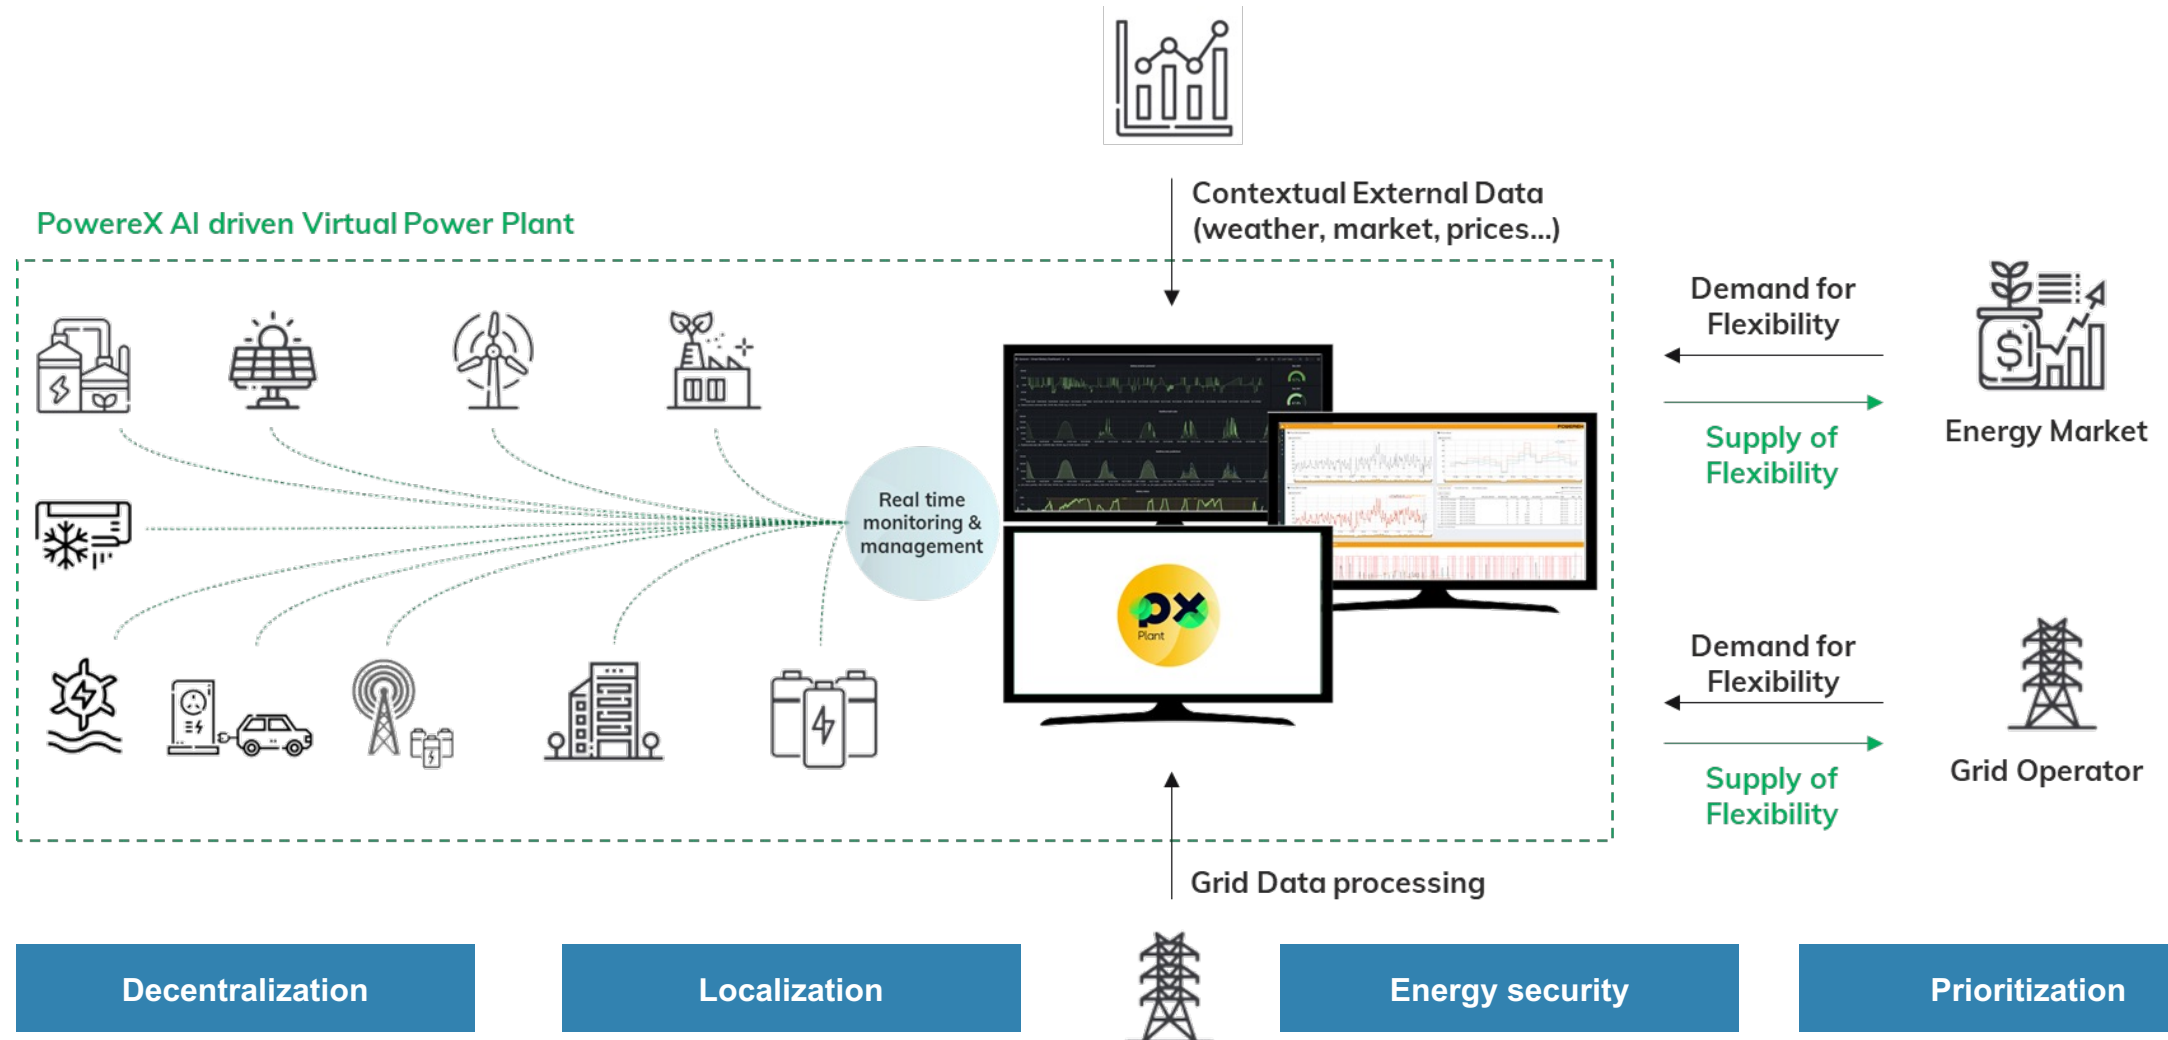 Contextual External Data
(weather, market, prices...)
PowereX AI driven Virtual Power Plant
Demand for
Flexibility
Supply of
Flexibility
Energy Market
Real time
monitoring &
management
px
Plant
POWEREX
Demand for
Flexibility
Supply of
Flexibility
Grid Operator
Grid Data processing
Decentralization
Localization
Energy security
Prioritization